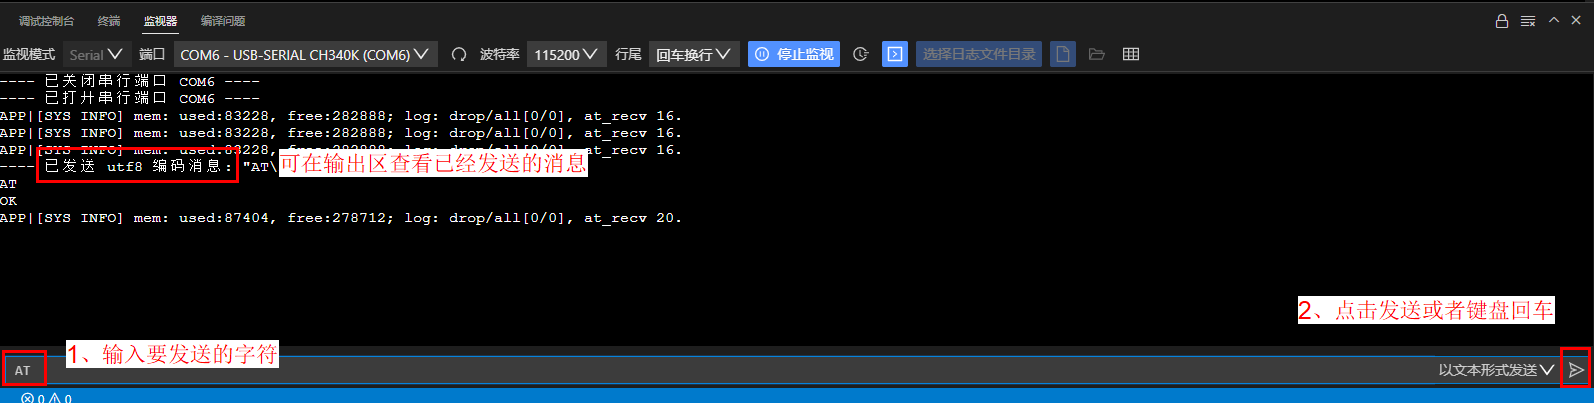 调试控制台 终端 监视器 编译问题
监视模式 Serial 端口 COM6 - USB-SERIAL CH340K (COM6) 波特率 115200 行尾 回车换行 停止监视 选择日志文件目录
---- 已关闭串行端口 COM6 ----
---- 已打开串行端口 COM6 ----
APP|[SYS INFO] mem: used:83228, free:282888; log: drop/all[0/0], at_recv 16.
APP|[SYS INFO] mem: used:83228, free:282888; log: drop/all[0/0], at_recv 16.
APP|[SYS INFO] mem: used:83228, free:282888; log: drop/all[0/0], at_recv 16.
---- 已发送 utf8 编码消息: "AT\ 可在输出区查看已经发送的消息
AT
OK
APP|[SYS INFO] mem: used:87404, free:278712; log: drop/all[0/0], at_recv 20.
2、点击发送或者键盘回车
1、输入要发送的字符
AT 以文本形式发送
0 0